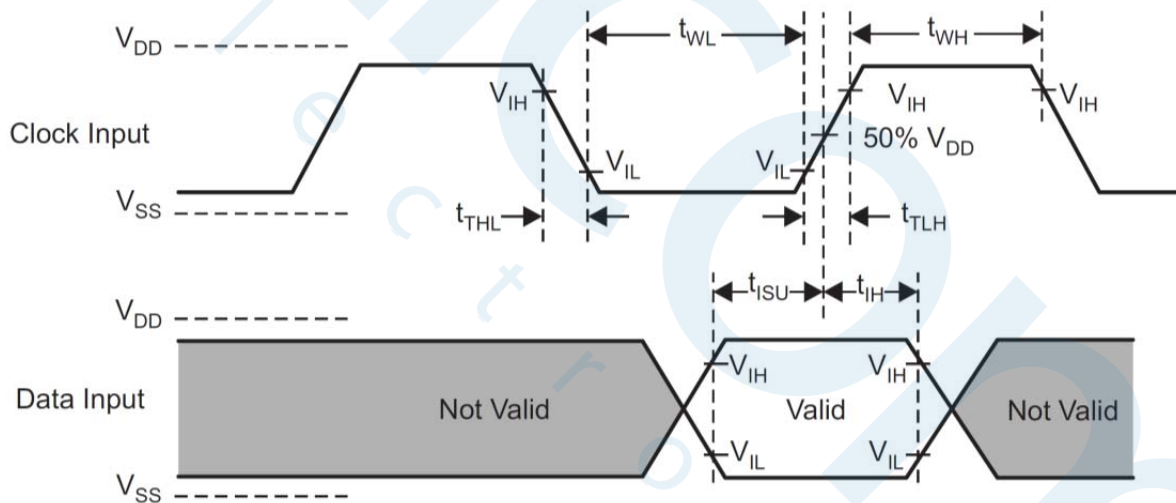 t_WL
t_WH
V_DD
V_IH
V_IH
V_IH
Clock Input
50% V_DD
V_IL
V_IL
V_SS
t_THL
t_TLH
t_ISU
t_IH
V_DD
V_IH
V_IH
Data Input
Not Valid
Valid
Not Valid
V_IL
V_IL
V_SS
e
c
t
r
o